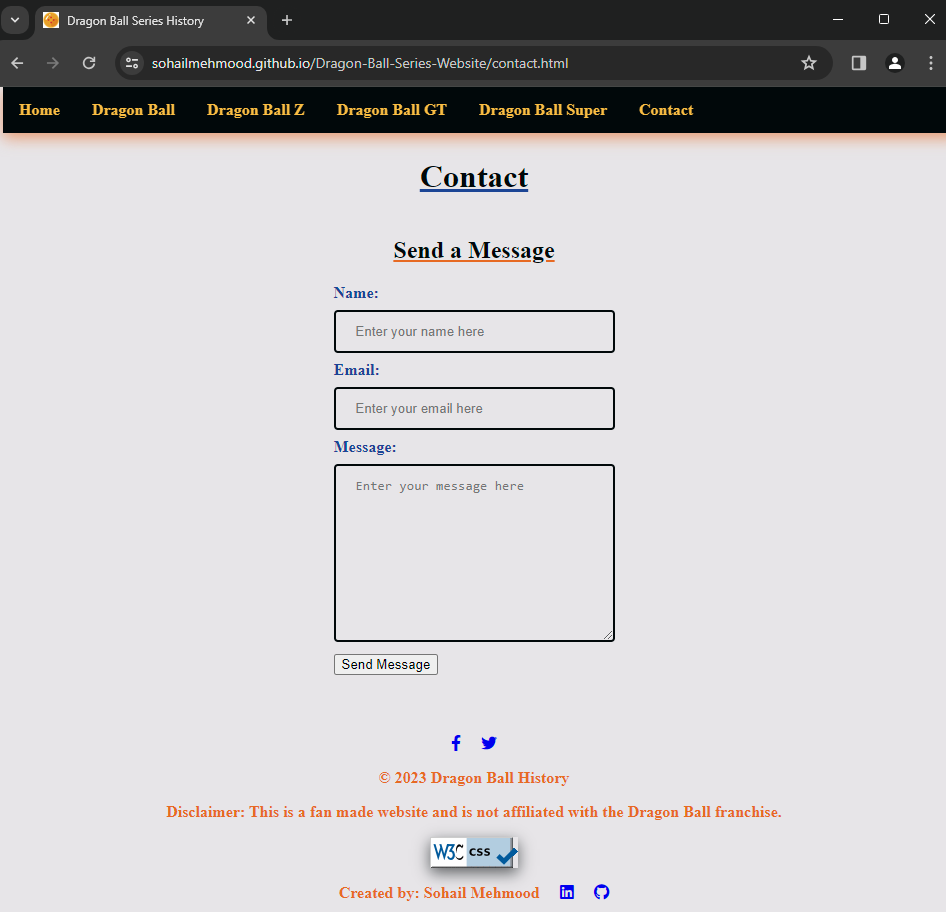 Dragon Ball Series History
sohailmehmood.github.io/Dragon-Ball-Series-Website/contact.html
Home Dragon Ball Dragon Ball Z Dragon Ball GT Dragon Ball Super Contact
Contact
Send a Message
Name:
Enter your name here
Email:
Enter your email here
Message:
Enter your message here
Send Message
© 2023 Dragon Ball History
Disclaimer: This is a fan made website and is not affiliated with the Dragon Ball franchise.
W3C css
Created by: Sohail Mehmood